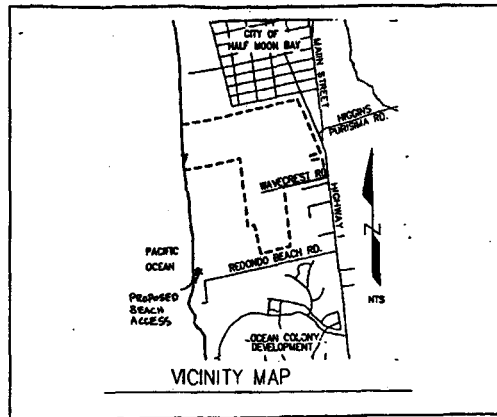 CITY OF
HALF MOON BAY
MAIN STREET
HIGGINS
PURISIMA RD.
WAVECREST RD.
HIGHWAY 1
PACIFIC
OCEAN
REDONDO BEACH RD.
PROPOSED
BEACH
ACCESS
N
NTS
OCEAN COLONY
DEVELOPMENT
VICINITY MAP